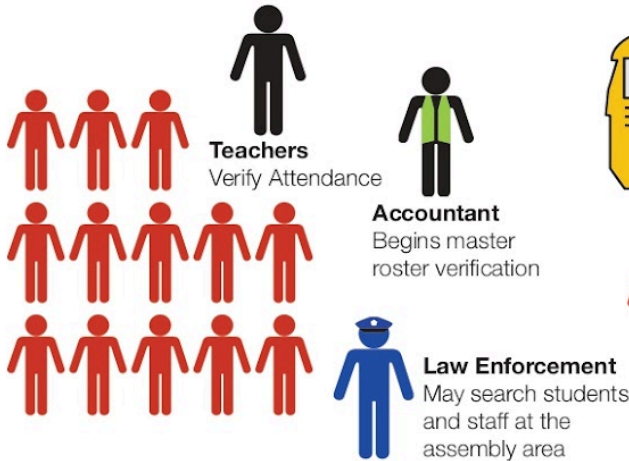 Teachers
Verify Attendance
Accountant
Begins master
roster verification
Law Enforcement
May search students
and staff at the
assembly area